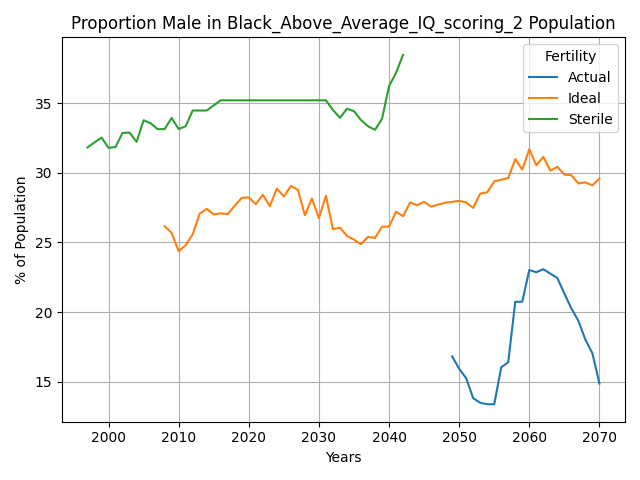 Proportion Male in Black_Above_Average_IQ_scoring_2 Population
Fertility
Actual
Ideal
Sterile
% of Population
35
30
25
20
15
2000 2010 2020 2030 2040 2050 2060 2070
Years